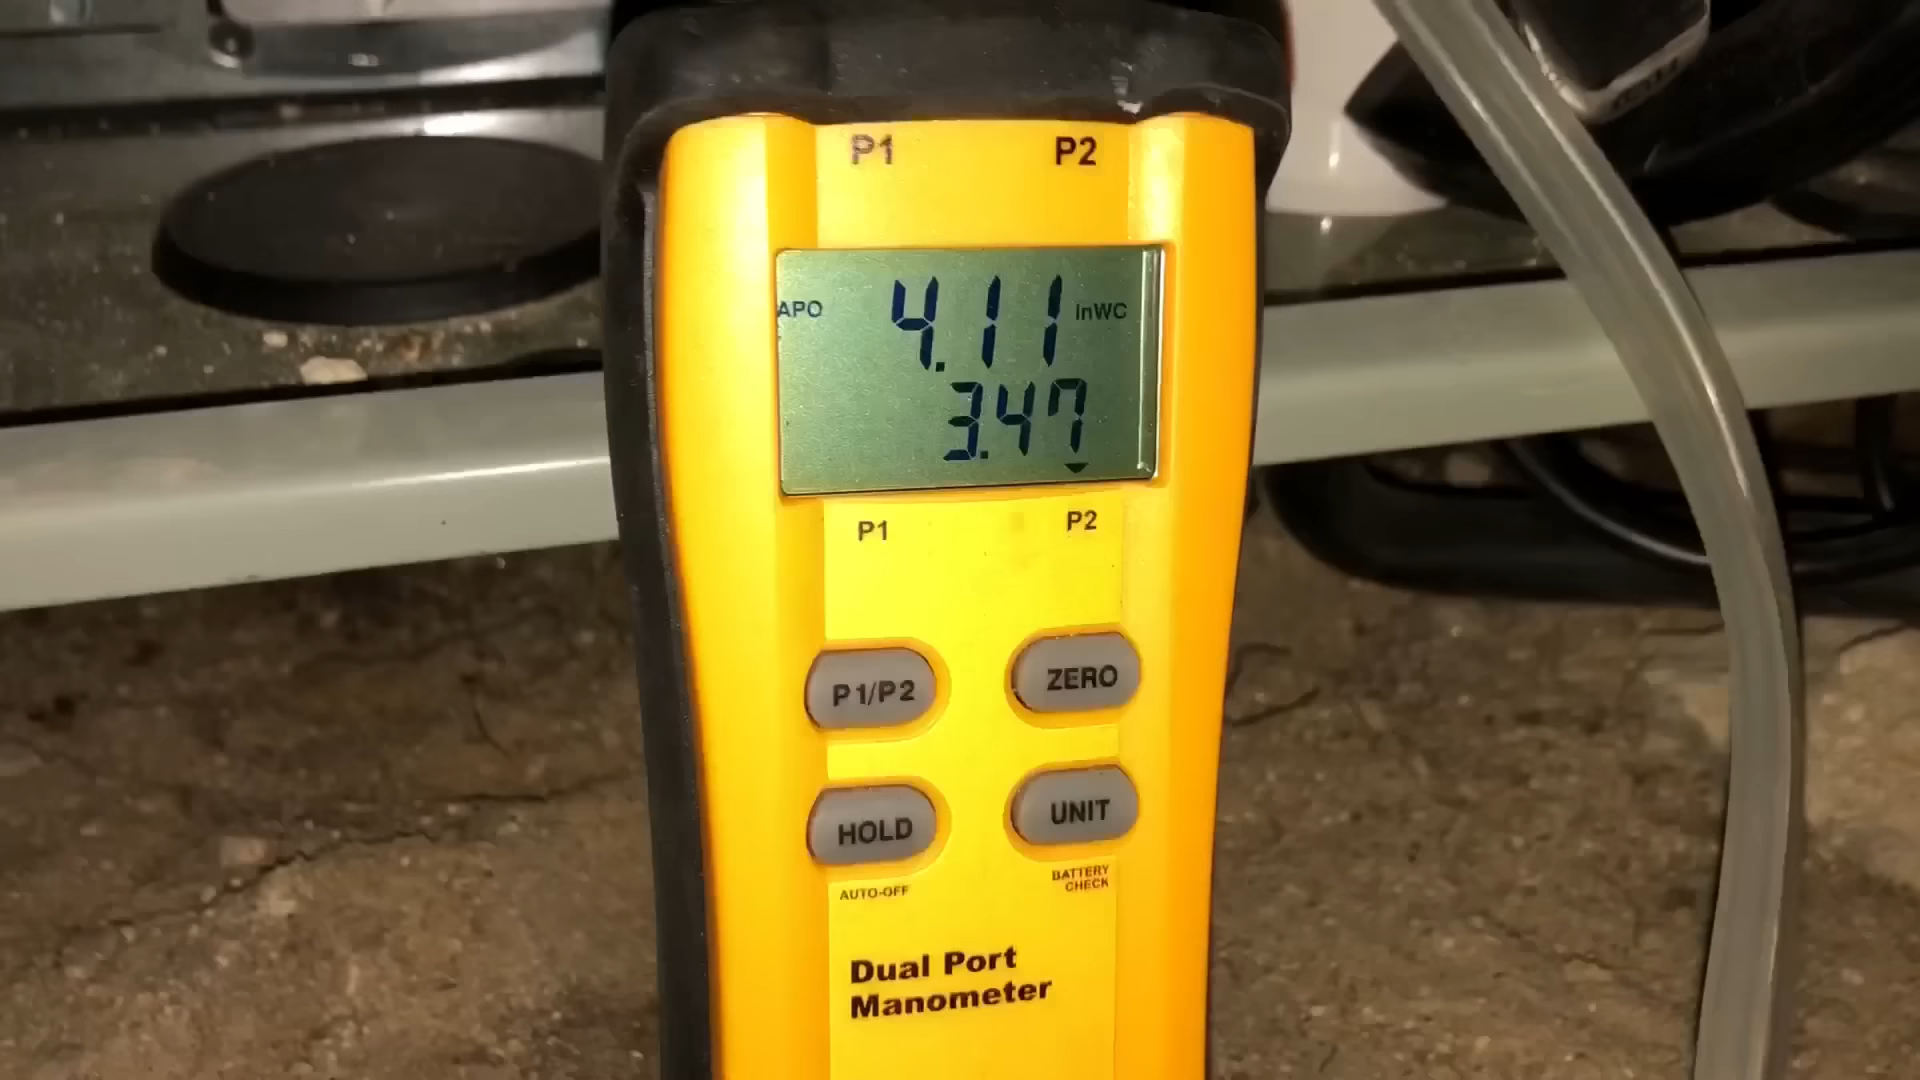 P1 P2
APO 4.11 InWC
3.47
P1 P2
P1/P2 ZERO
HOLD UNIT
AUTO-OFF BATTERY
CHECK
Dual Port
Manometer